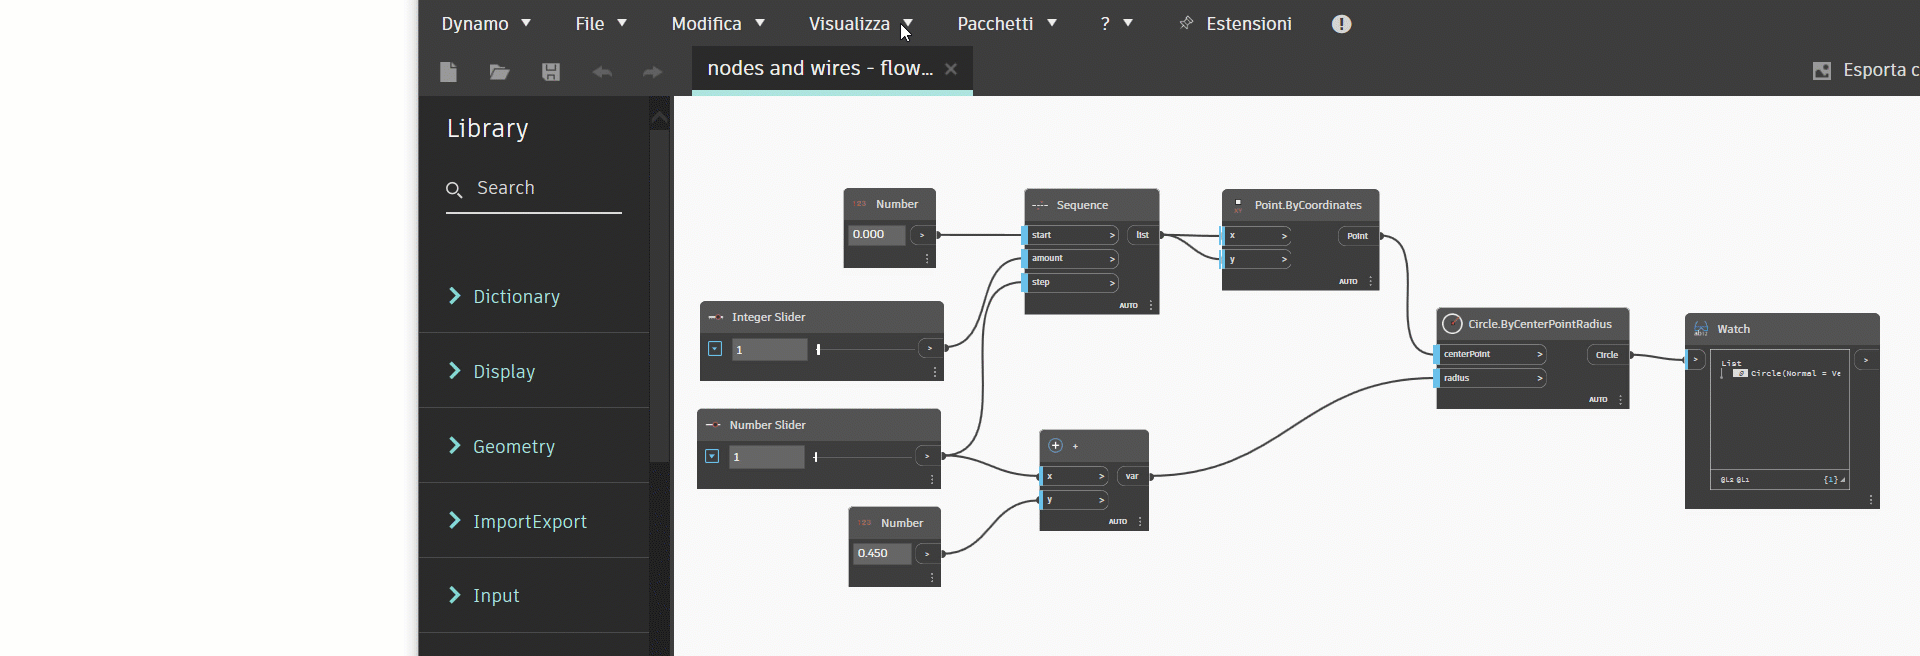 Dynamo File Modifica Visualizza Pacchetti ? Estensioni
nodes and wires - flow...
Esporta c
Library
Search
Dictionary
Display
Geometry
ImportExport
Input
Number
0.000 >
Integer Slider
1 >
Number Slider
1 >
Number
0.450 >
Sequence
start > list
amount >
step >
AUTO
+
x > var
y >
AUTO
Point.ByCoordinates
x > Point
y >
AUTO
Circle.ByCenterPointRadius
centerPoint > Circle
radius >
AUTO
Watch
> >
List
0 Circle(Normal = Ve
@L2 @L1 {1}